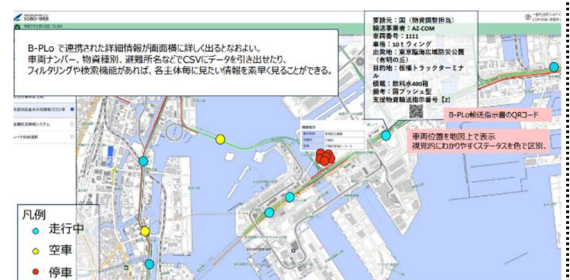 SOBO-WEB
B-PLo で連携された詳細情報が画面横に詳しく出るとなおよい。
車両ナンバー、物資種別、避難所名などでCSVにデータを引き出せたり、
フィルタリングや検索機能があれば、各主体毎に見たい情報を素早く見ることができる。
要請元：国（物資調整担当）
輸送事業者：AZ-COM
車両番号：1111
車格：10ｔウィング
出発地：東京臨海広域防災公園
（有明の丘）
目的地：板橋トラックターミナ
ル
積載：飲料水480箱
備考：国プッシュ型
支援物資輸送指示番号【2】
B-PLo輸送指示書のQRコード
車両位置を地図上で表示
視覚的にわかりやすくステータスを色で区別、
凡例
走行中
空車
停車